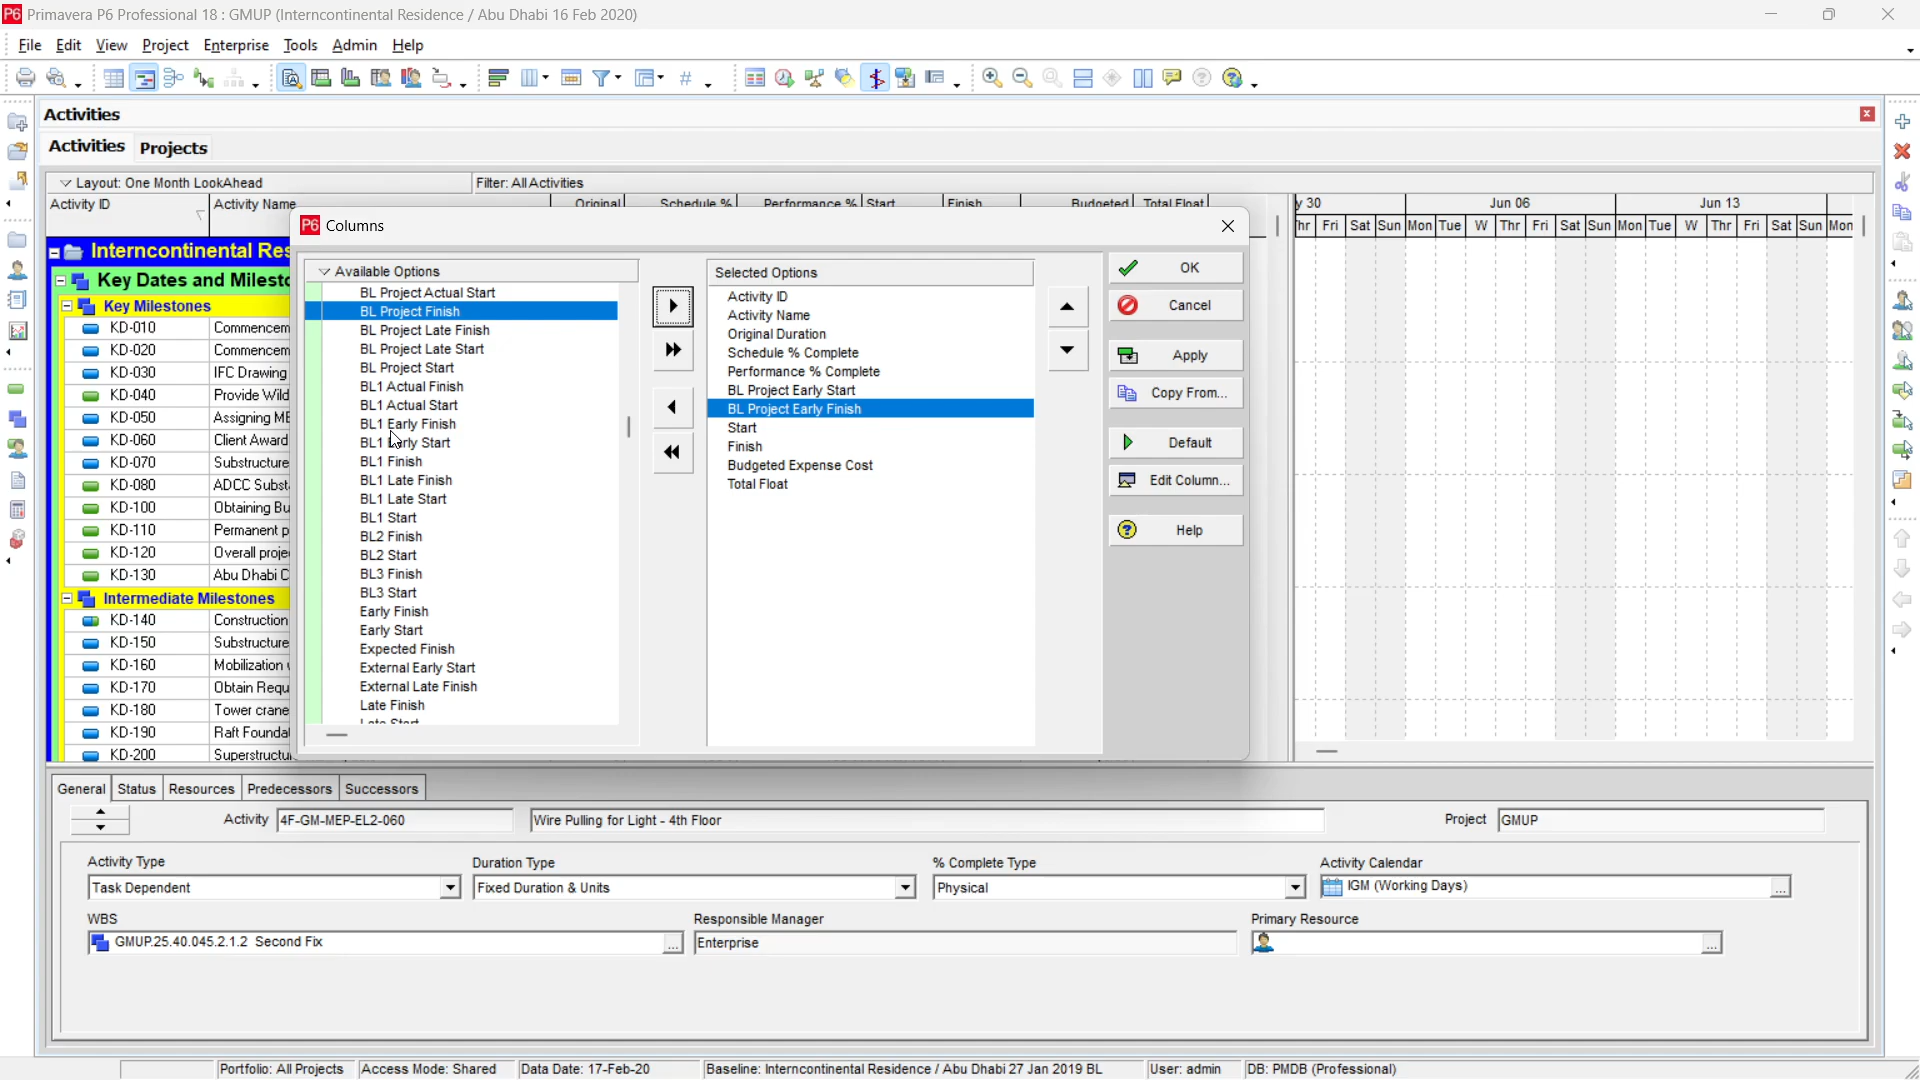 P6 Primavera P6 Professional 18 : GMUP (Interncontinental Residence / Abu Dhabi 16 Feb 2020)
File Edit View Project Enterprise Tools Admin Help
Activities
Activities Projects
Layout: One Month LookAhead Filter: All Activities
Activity ID Activity Name Original Schedule % Performance % Start Finish Budgeted Total Float
y 30 Jun 06 Jun 13
Thr Fri Sat Sun Mon Tue W Thr Fri Sat Sun Mon Tue W Thr Fri Sat Sun Mon
Interncontinental Res
Key Dates and Milesto
Key Milestones
KD-010 Commencem
KD-020 Commencem
KD-030 IFC Drawing
KD-040 Provide Wild
KD-050 Assigning ME
KD-060 Client Award
KD-070 Substructure
KD-080 ADCC Subst
KD-100 Obtaining Bu
KD-110 Permanent p
KD-120 Overall proje
KD-130 Abu Dhabi C
Intermediate Milestones
KD-140 Construction
KD-150 Substructure
KD-160 Mobilization
KD-170 Obtain Requ
KD-180 Tower crane
KD-190 Raft Founda
KD-200 Superstructu
P6 Columns
Available Options
BL Project Actual Start
BL Project Finish
BL Project Late Finish
BL Project Late Start
BL Project Start
BL1 Actual Finish
BL1 Actual Start
BL1 Early Finish
BL1 Early Start
BL1 Finish
BL1 Late Finish
BL1 Late Start
BL1 Start
BL2 Finish
BL2 Start
BL3 Finish
BL3 Start
Early Finish
Early Start
Expected Finish
External Early Start
External Late Finish
Late Finish
Late Start
Selected Options
Activity ID
Activity Name
Original Duration
Schedule % Complete
Performance % Complete
BL Project Early Start
BL Project Early Finish
Start
Finish
Budgeted Expense Cost
Total Float
OK
Cancel
Apply
Copy From...
Default
Edit Column...
Help
General Status Resources Predecessors Successors
Activity 4F-GM-MEP-EL2-060 Wire Pulling for Light - 4th Floor Project GMUP
Activity Type Duration Type % Complete Type Activity Calendar
Task Dependent Fixed Duration & Units Physical IGM (Working Days)
WBS Responsible Manager Primary Resource
GMUP.25.40.045.2.1.2 Second Fix Enterprise
Portfolio: All Projects Access Mode: Shared Data Date: 17-Feb-20 Baseline: Interncontinental Residence / Abu Dhabi 27 Jan 2019 BL User: admin DB: PMDB (Professional)